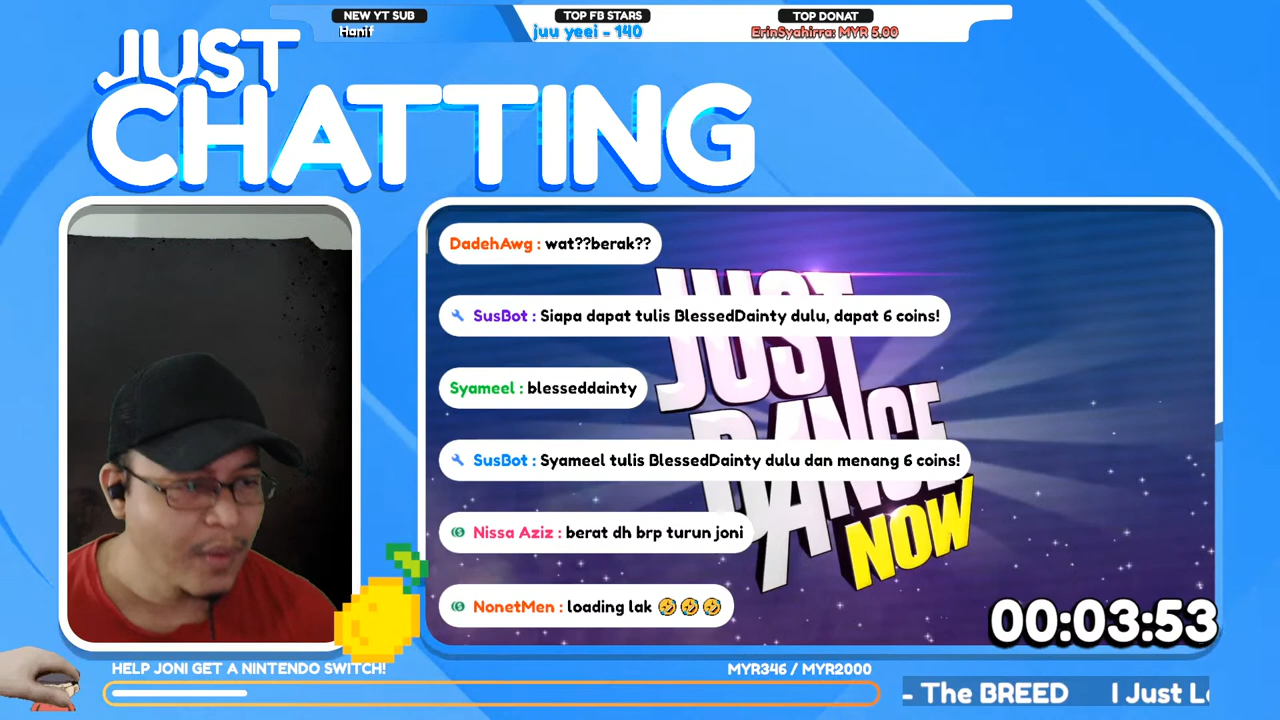 NEW YT SUB
Hanif
TOP FB STARS
juu yeei - 140
TOP DONAT
ErinSyahirra: MYR 5.00
JUST
CHATTING
DadehAwg : wat??berak??
SusBot : Siapa dapat tulis BlessedDainty dulu, dapat 6 coins!
Syameel : blesseddainty
SusBot : Syameel tulis BlessedDainty dulu dan menang 6 coins!
Nissa Aziz : berat dh brp turun joni
NonetMen : loading lak 🤣🤣🤣
JUST
DANCE
NOW
00:03:53
HELP JONI GET A NINTENDO SWITCH!
MYR346 / MYR2000
- The BREED I Just L